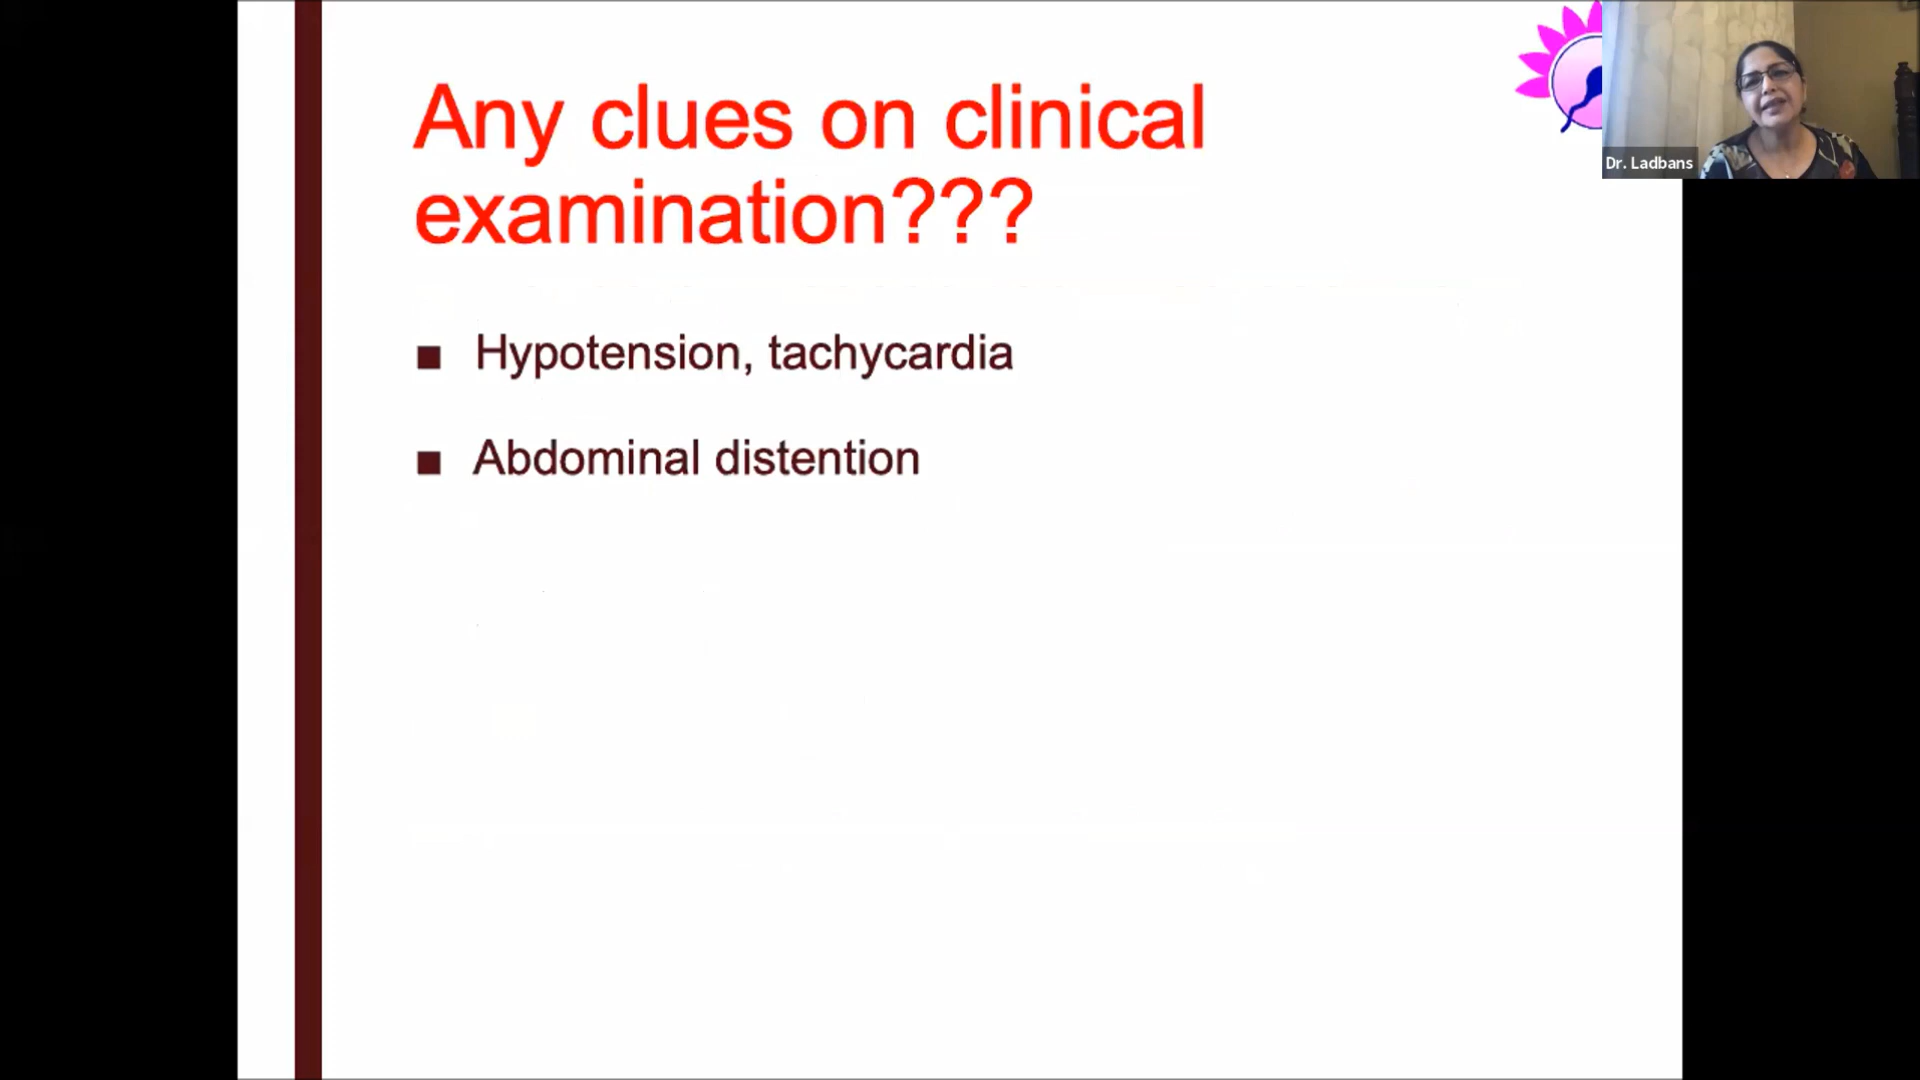 Any clues on clinical
examination???
Dr. Ladbans
■ Hypotension, tachycardia
■ Abdominal distention